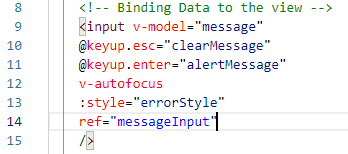 8 <!-- Binding Data to the view -->
9 <input v-model="message"
10 @keyup.esc="clearMessage"
11 @keyup.enter="alertMessage"
12 v-autofocus
13 :style="errorStyle"
14 ref="messageInput"
15 />